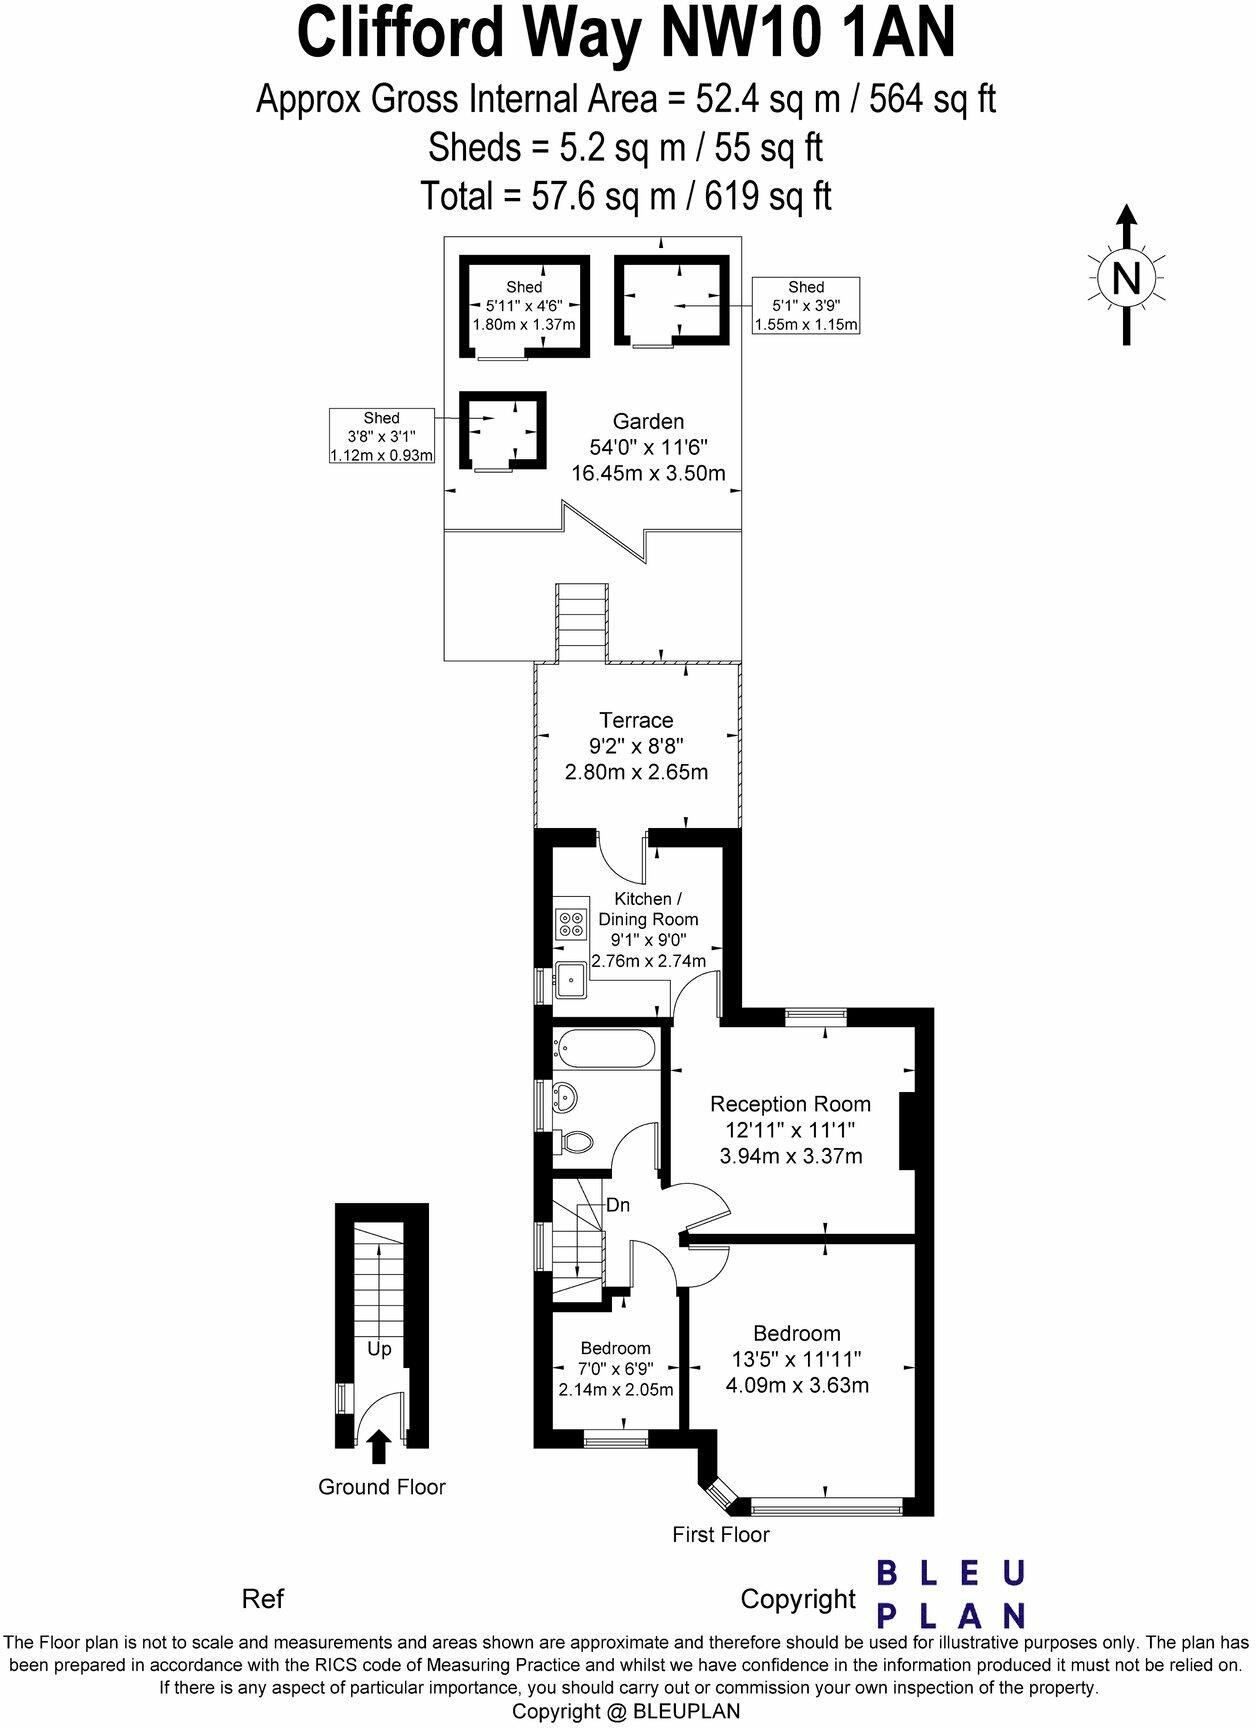 Clifford Way NW10 1AN
Approx Gross Internal Area = 52.4 sq m / 564 sq ft
Sheds = 5.2 sq m / 55 sq ft
Total = 57.6 sq m / 619 sq ft
N
Shed
5'11" x 4'6"
1.80m x 1.37m
Shed
5'1" x 3'9"
1.55m x 1.15m
Shed
3'8" x 3'1"
1.12m x 0.93m
Garden
54'0" x 11'6"
16.45m x 3.50m
Terrace
9'2" x 8'8"
2.80m x 2.65m
Kitchen /
Dining Room
9'1" x 9'0"
2.76m x 2.74m
Reception Room
12'11" x 11'1"
3.94m x 3.37m
Dn
Bedroom
13'5" x 11'11"
4.09m x 3.63m
Bedroom
7'0" x 6'9"
2.14m x 2.05m
Up
Ground Floor
First Floor
Ref
Copyright
BLEU
PLAN
The Floor plan is not to scale and measurements and areas shown are approximate and therefore should be used for illustrative purposes only. The plan has
been prepared in accordance with the RICS code of Measuring Practice and whilst we have confidence in the information produced it must not be relied on.
If there is any aspect of particular importance, you should carry out or commission your own inspection of the property.
Copyright @ BLEUPLAN